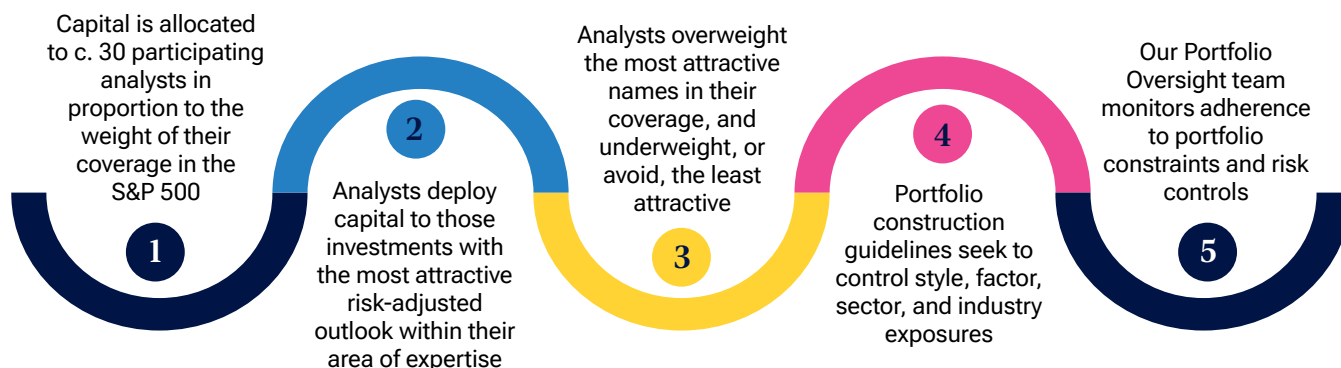 Capital is allocated
to c. 30 participating
analysts in
proportion to the
weight of their
coverage in the
S&P 500
1
2
Analysts deploy
capital to those
investments with
the most attractive
risk-adjusted
outlook within their
area of expertise
Analysts overweight
the most attractive
names in their
coverage, and
underweight, or
avoid, the least
attractive
3
4
Portfolio
construction
guidelines seek to
control style, factor,
sector, and industry
exposures
Our Portfolio
Oversight team
monitors adherence
to portfolio
constraints and risk
controls
5